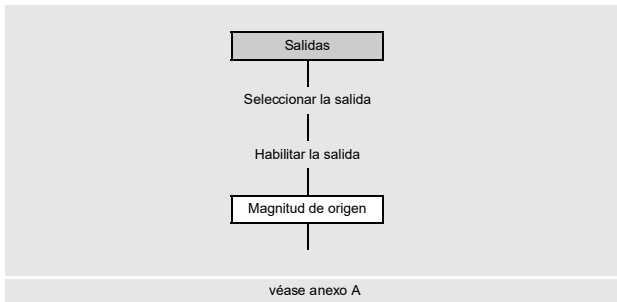 Salidas
Seleccionar la salida
Habilitar la salida
Magnitud de origen
véase anexo A